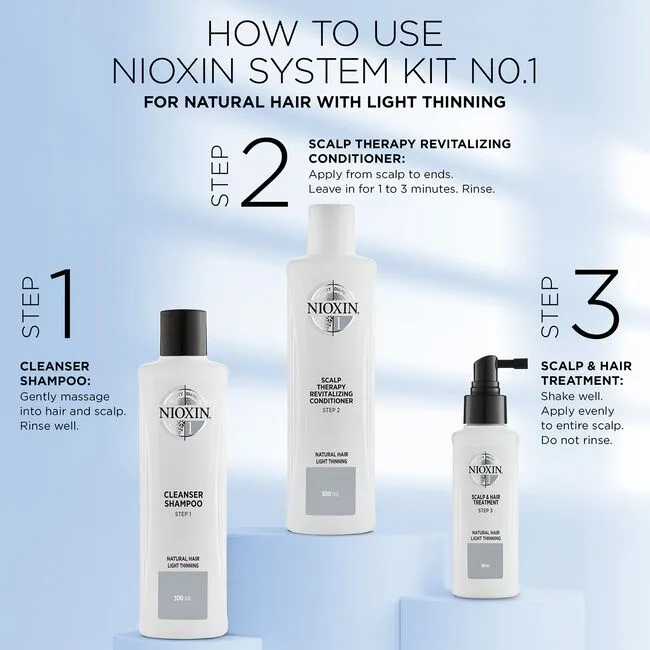 HOW TO USE
NIOXIN SYSTEM KIT NO.1
FOR NATURAL HAIR WITH LIGHT THINNING
STEP 2
SCALP THERAPY REVITALIZING
CONDITIONER:
Apply from scalp to ends.
Leave in for 1 to 3 minutes. Rinse.
STEP 1
CLEANSER
SHAMPOO:
Gently massage
into hair and scalp.
Rinse well.
STEP 3
SCALP & HAIR
TREATMENT:
Shake well.
Apply evenly
to entire scalp.
Do not rinse.
NIOXIN.
1
CLEANSER
SHAMPOO
STEP 1
NATURAL HAIR
LIGHT THINNING
300 mL
NIOXIN.
1
SCALP
THERAPY
REVITALIZING
CONDITIONER
STEP 2
NATURAL HAIR
LIGHT THINNING
300 mL
NIOXIN.
1
SCALP & HAIR
TREATMENT
STEP 3
NATURAL HAIR
LIGHT THINNING